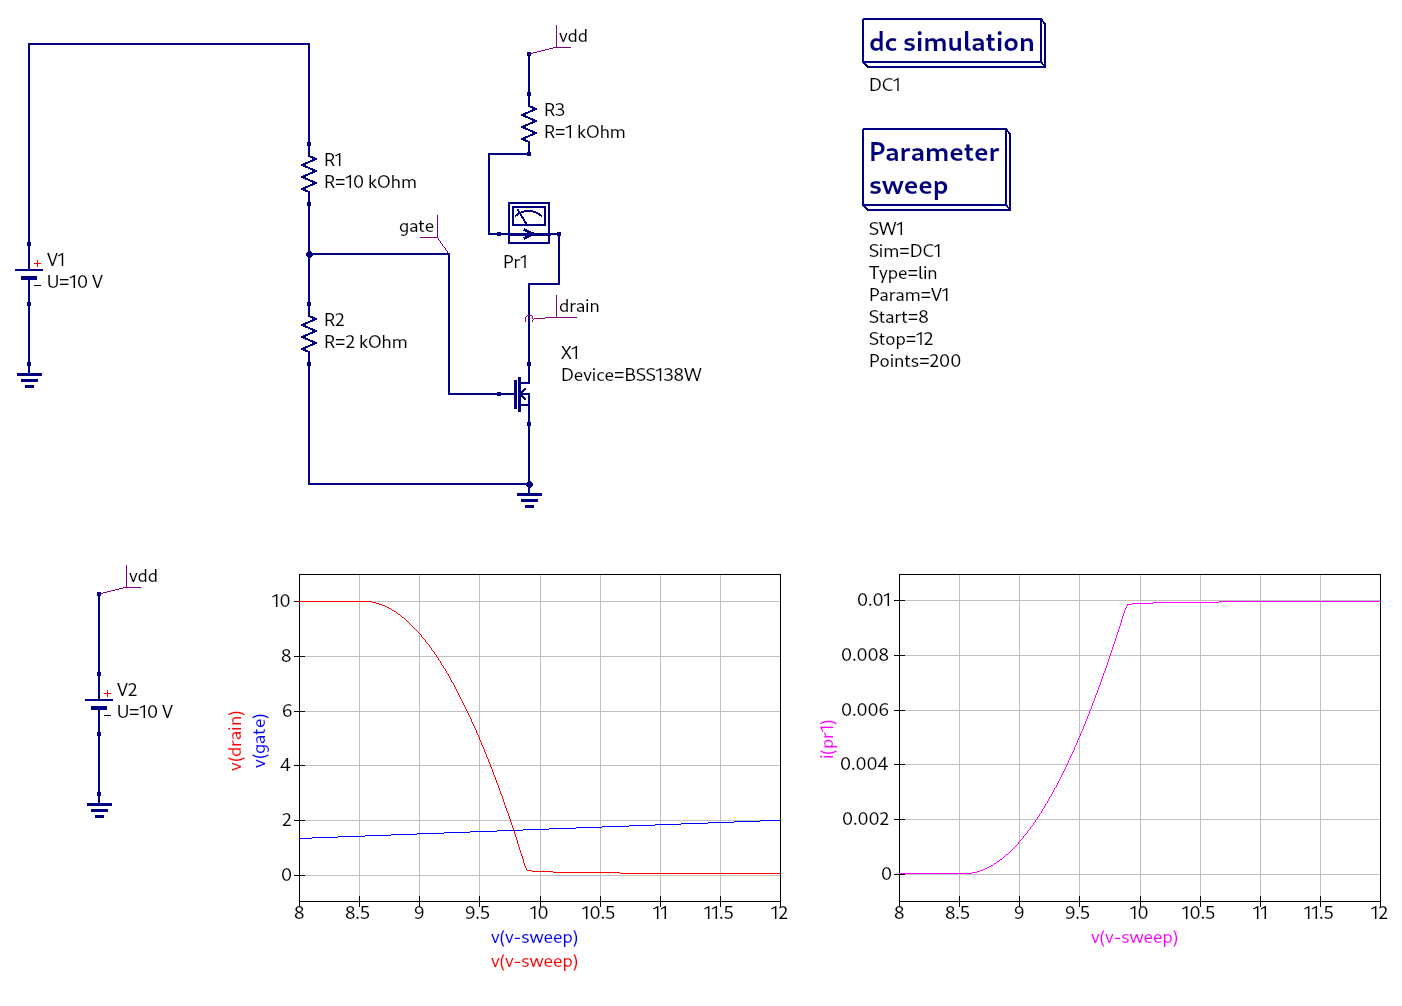 vdd
dc simulation
R3
R=1 kOhm
DC1
R1
R=10 kOhm
Parameter
sweep
gate
SW1
Sim=DC1
Type=lin
Param=V1
Start=8
Stop=12
Points=200
V1
U=10 V
Pr1
drain
R2
R=2 kOhm
X1
Device=BSS138W
vdd
V2
U=10 V
v(drain)
v(gate)
10
8
6
4
2
0
8 8.5 9 9.5 10 10.5 11 11.5 12
v(v-sweep)
v(v-sweep)
i(pr1)
0.01
0.008
0.006
0.004
0.002
0
8 8.5 9 9.5 10 10.5 11 11.5 12
v(v-sweep)